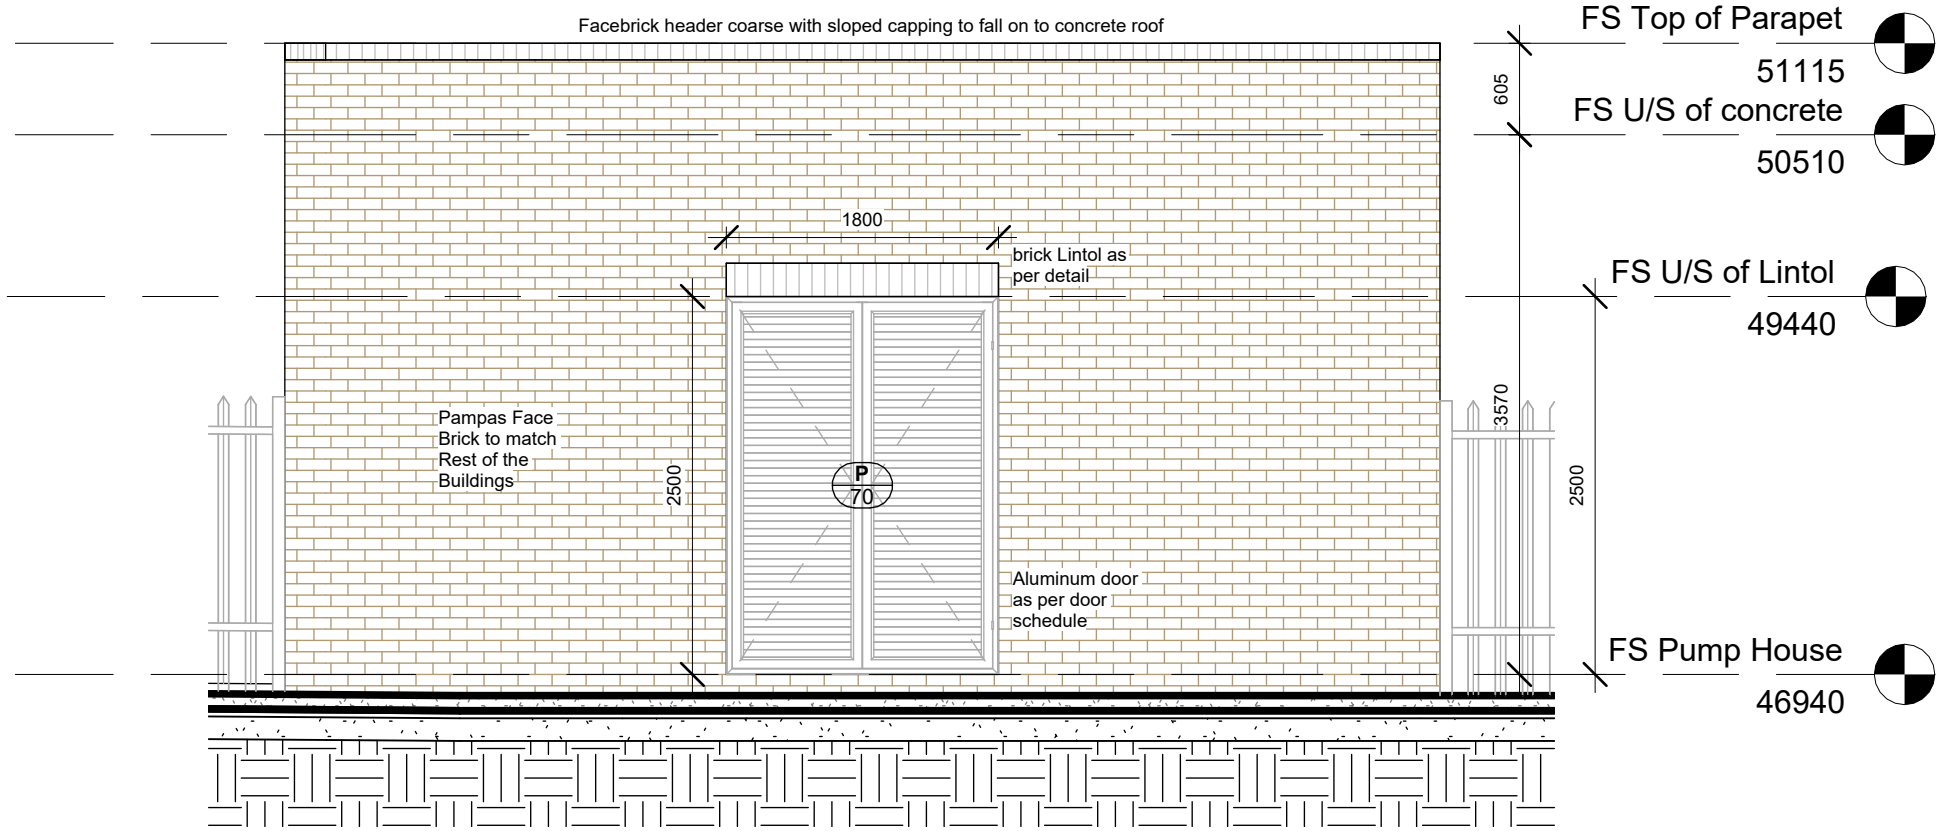 Facebrick header coarse with sloped capping to fall on to concrete roof
FS Top of Parapet
51115
605
FS U/S of concrete
50510
1800
brick Lintol as
per detail
FS U/S of Lintol
49440
3570
Pampas Face
Brick to match
Rest of the
Buildings
2500
P
70
2500
Aluminum door
as per door
schedule
FS Pump House
46940